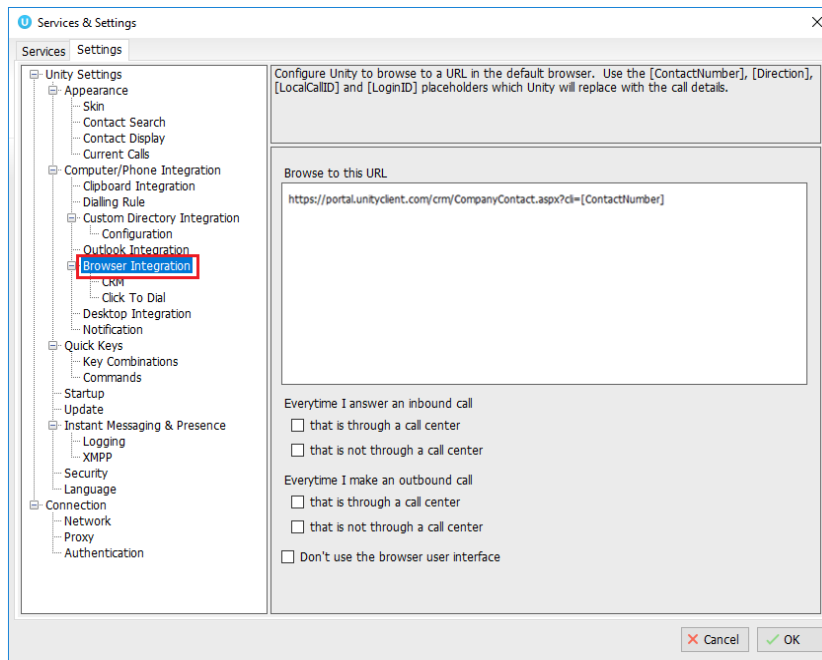 Services & Settings
Services
Settings
Unity Settings
Appearance
Skin
Contact Search
Contact Display
Current Calls
Computer/Phone Integration
Clipboard Integration
Dialling Rule
Custom Directory Integration
Configuration
Outlook Integration
Browser Integration
CRM
Click To Dial
Desktop Integration
Notification
Quick Keys
Key Combinations
Commands
Startup
Update
Instant Messaging & Presence
Logging
XMPP
Security
Language
Connection
Network
Proxy
Authentication
Configure Unity to browse to a URL in the default browser.  Use the [ContactNumber], [Direction],
[LocalCallID] and [LoginID] placeholders which Unity will replace with the call details.
Browse to this URL
https://portal.unityclient.com/crm/CompanyContact.aspx?cli=[ContactNumber]
Everytime I answer an inbound call
that is through a call center
that is not through a call center
Everytime I make an outbound call
that is through a call center
that is not through a call center
Don't use the browser user interface
Cancel
OK